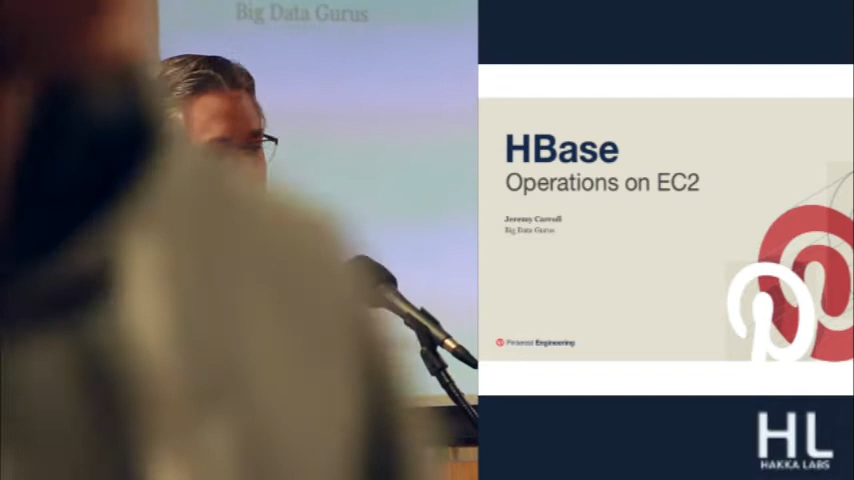 Big Data Gurus
HBase
Operations on EC2
Jeremy Carroll
Big Data Gurus
Pinterest Engineering
HL
HAKKA LABS